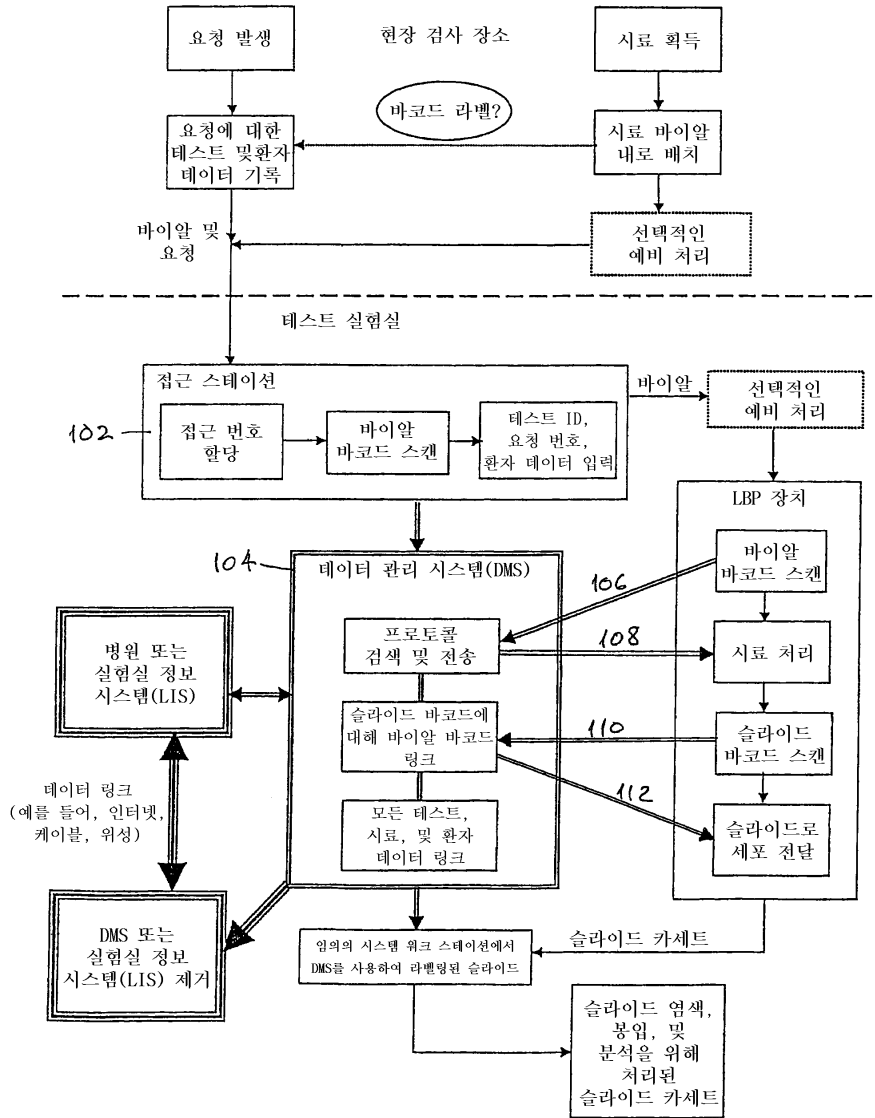 요청 발생
현장 검사 장소
시료 획득
바코드 라벨?
요청에 대한
테스트 및환자
데이터 기록
시료 바이알
내로 배치
바이알 및
요청
선택적인
예비 처리
테스트 실험실
접근 스테이션
바이알
선택적인
예비 처리
102
접근 번호
할당
바이알
바코드 스캔
테스트 ID,
요청 번호,
환자 데이터 입력
LBP 장치
104
데이터 관리 시스템(DMS)
106
바이알
바코드 스캔
병원 또는
실험실 정보
시스템(LIS)
프로토콜
검색 및 전송
108
시료 처리
슬라이드 바코드에
대해 바이알 바코드
링크
110
슬라이드
바코드 스캔
데이터 링크
(예를 들어, 인터넷,
케이블, 위성)
112
모든 테스트,
시료, 및 환자
데이터 링크
슬라이드로
세포 전달
DMS 또는
실험실 정보
시스템(LIS) 제거
임의의 시스템 워크 스테이션에서
DMS를 사용하여 라벨링된 슬라이드
슬라이드 카세트
슬라이드 염색,
봉입, 및
분석을 위해
처리된
슬라이드 카세트